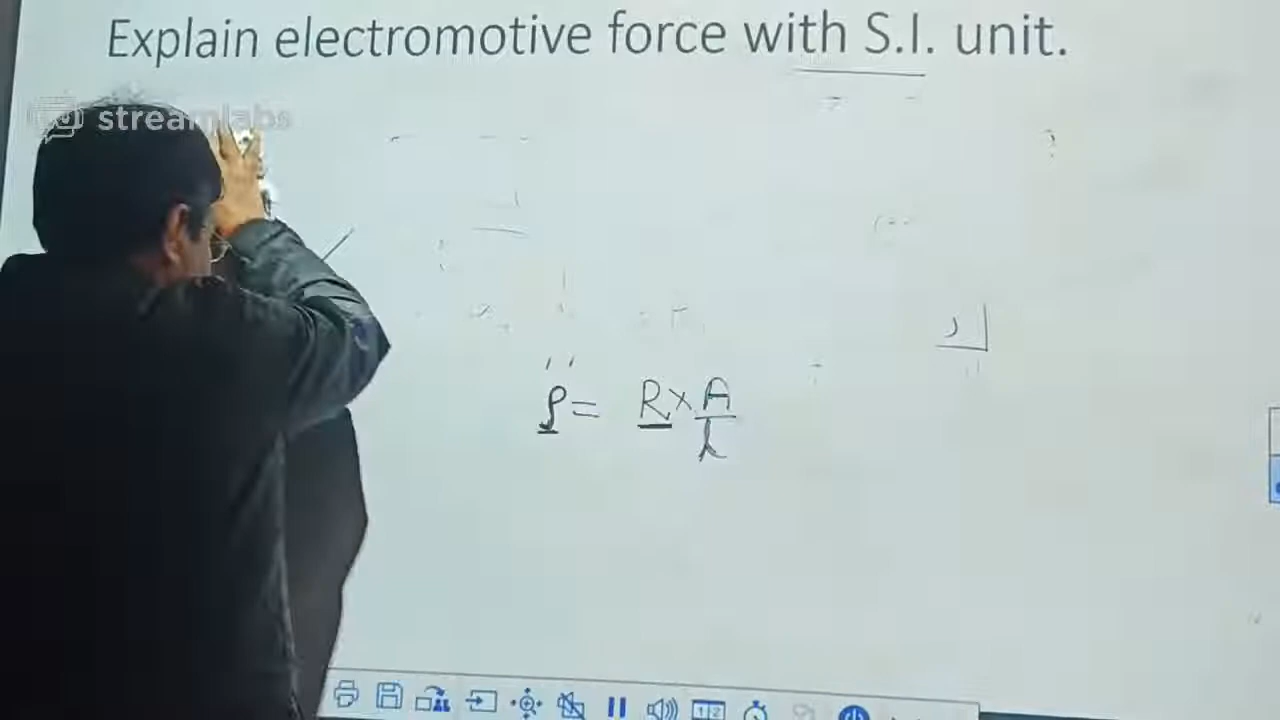 Explain electromotive force with S.I. unit.
streamlabs
ρ = R × A/l